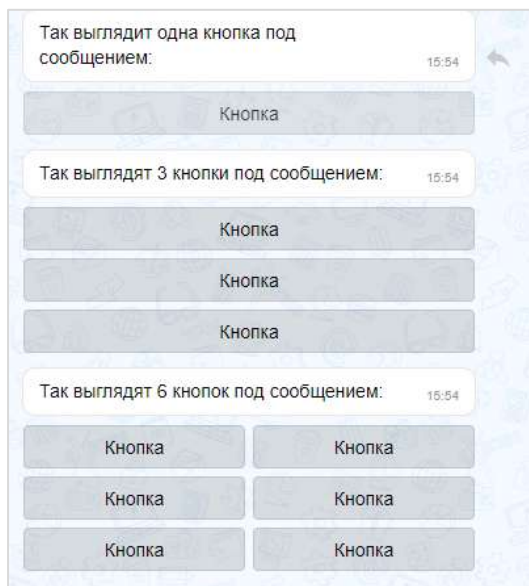 Так выглядит одна кнопка под
сообщением:
15:54
Кнопка
Так выглядят 3 кнопки под сообщением:
15:54
Кнопка
Кнопка
Кнопка
Так выглядят 6 кнопок под сообщением:
15:54
Кнопка
Кнопка
Кнопка
Кнопка
Кнопка
Кнопка